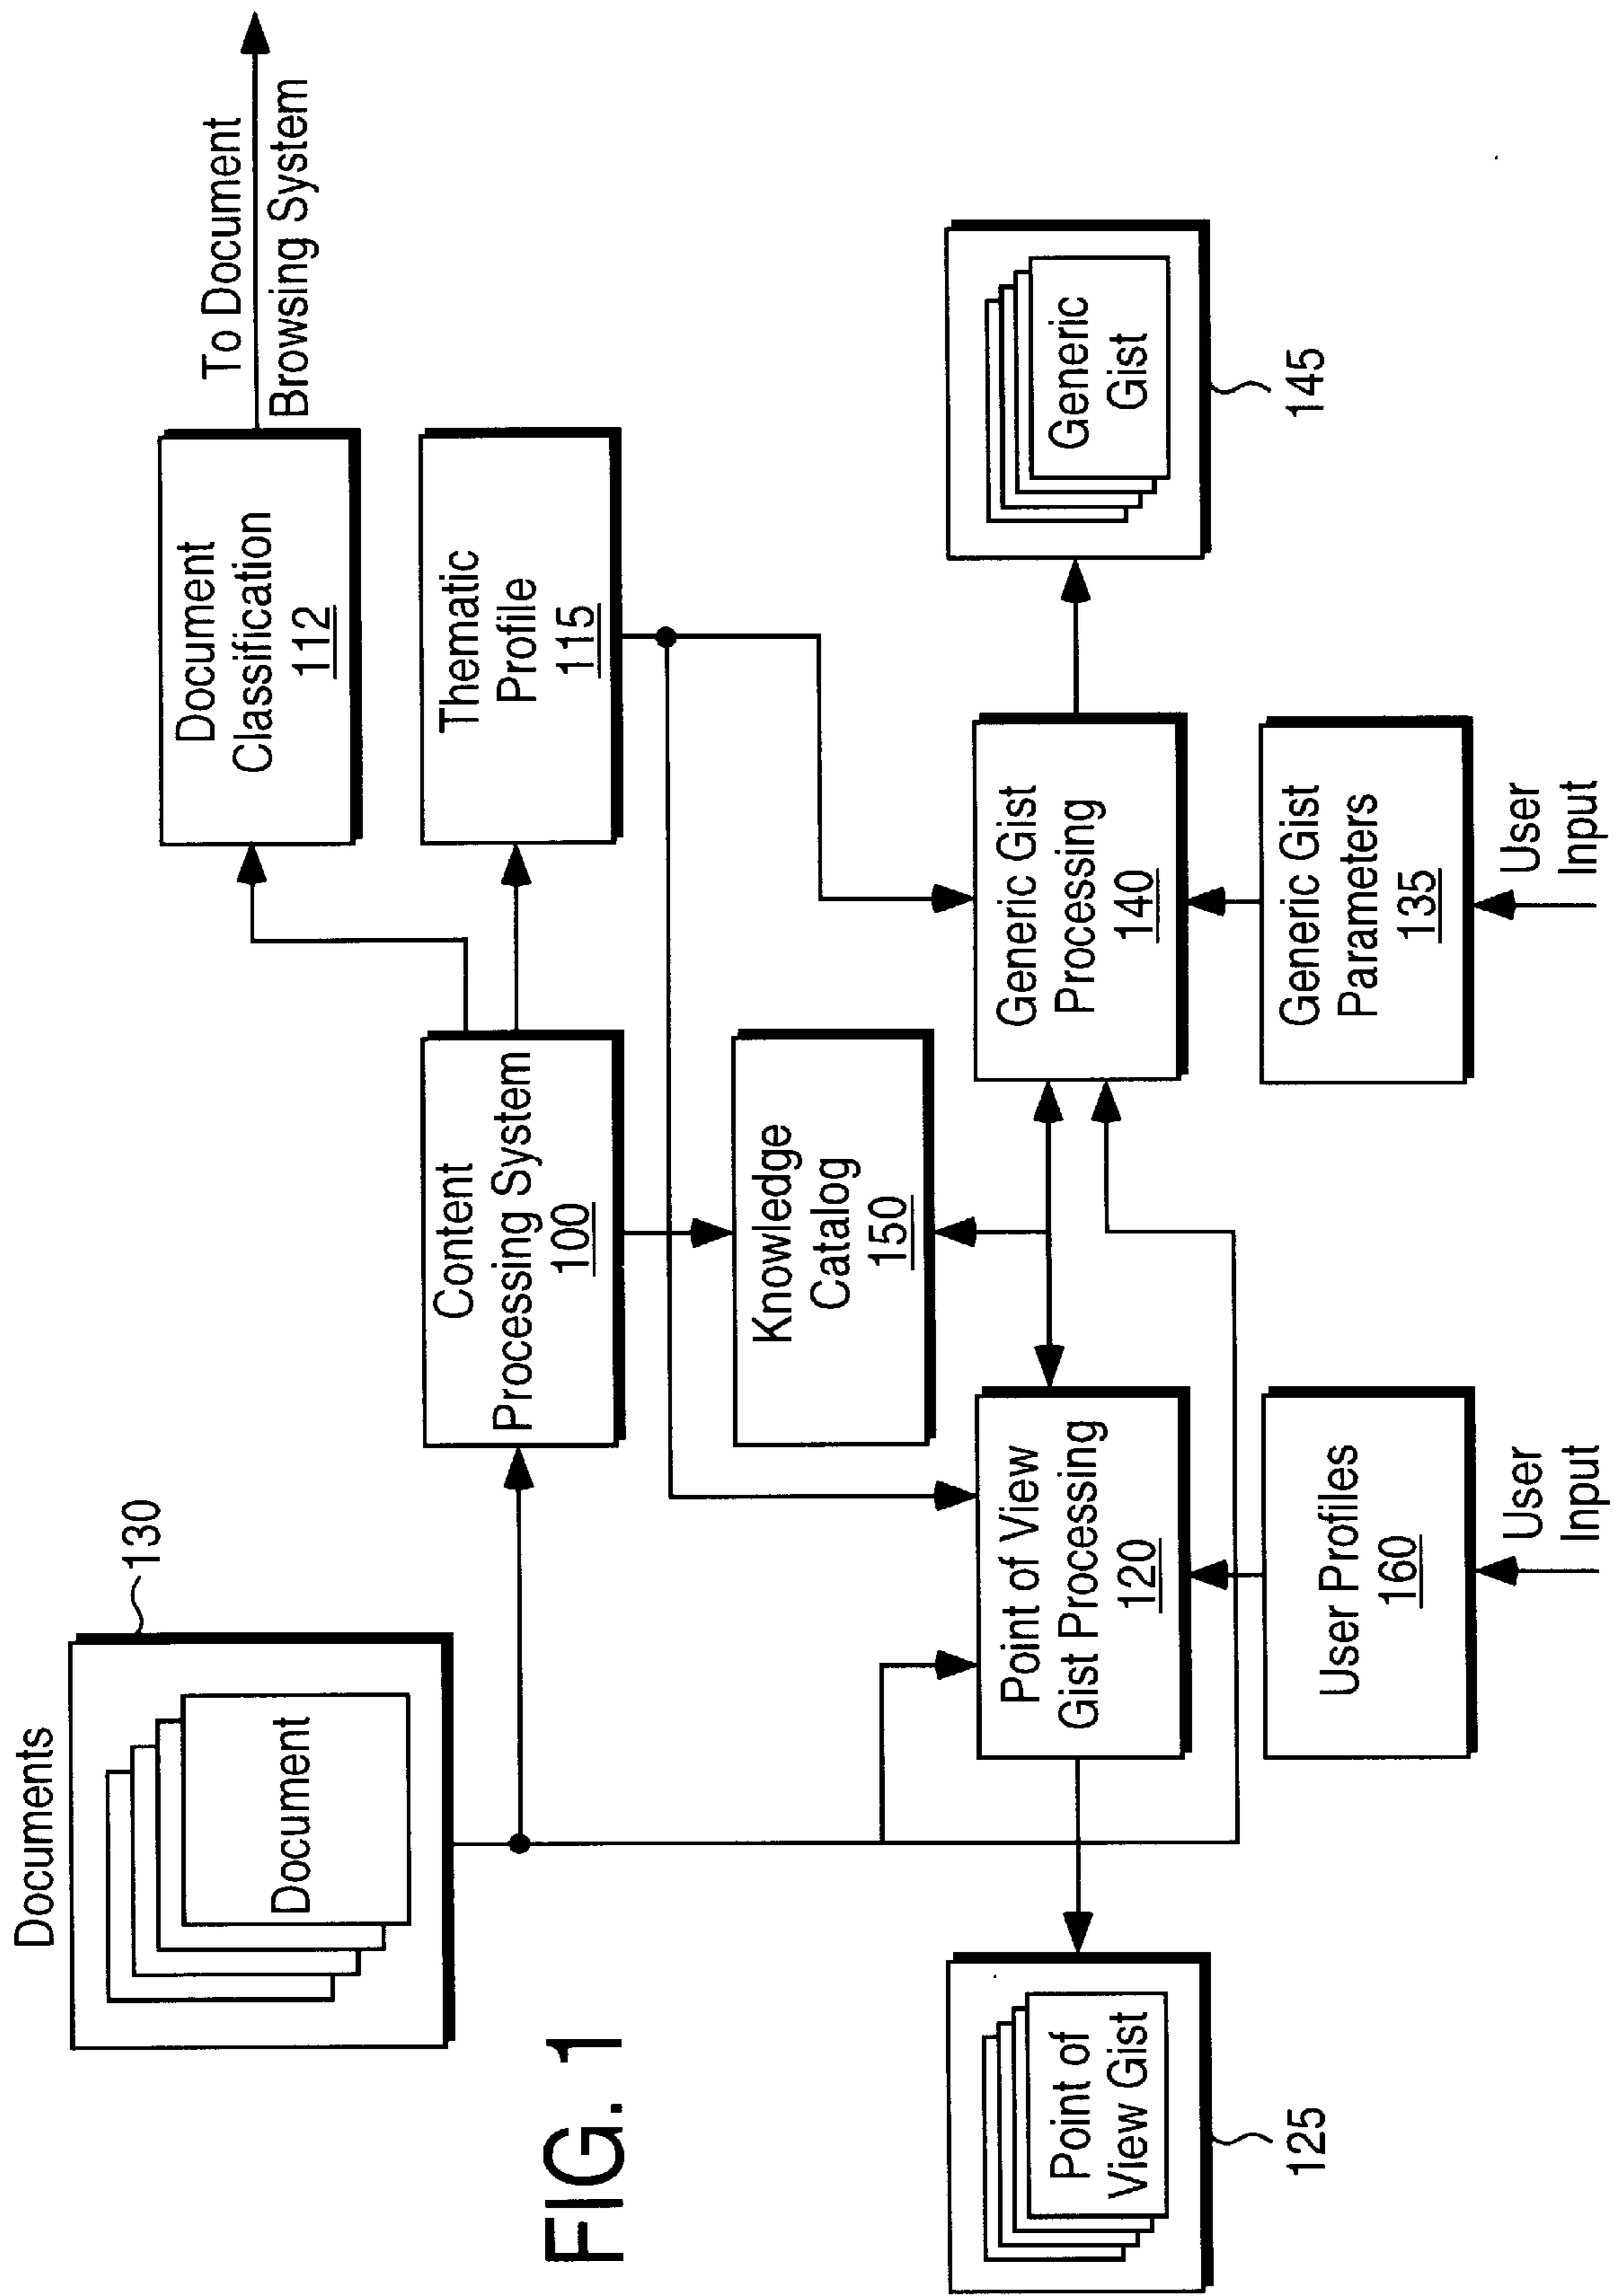 Documents
130
Document
To Document
Browsing System
Document
Classification
112
Content
Processing System
100
Thematic
Profile
115
Knowledge
Catalog
150
FIG. 1
Point of
View Gist
125
Point of View
Gist Processing
120
Generic Gist
Processing
140
Generic
Gist
145
User Profiles
160
Generic Gist
Parameters
135
User
Input
User
Input